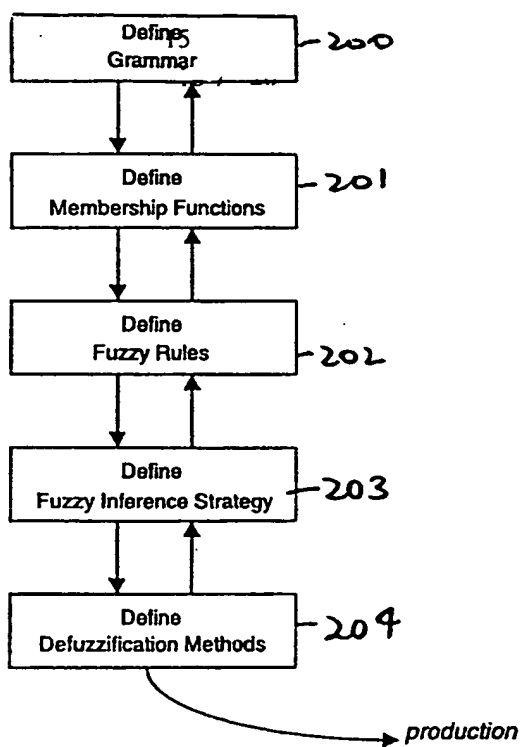 Define
15
Grammar
200
Define
Membership Functions
201
Define
Fuzzy Rules
202
Define
Fuzzy Inference Strategy
203
Define
Defuzzification Methods
204
production